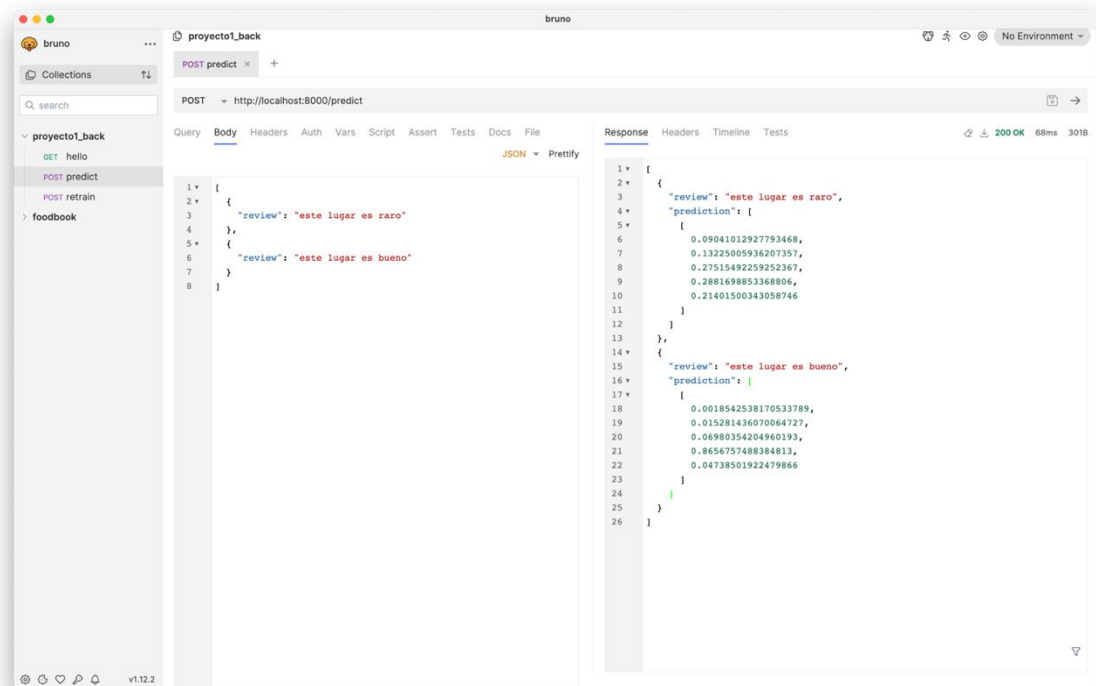 bruno
bruno
...
Collections
search
proyecto1_back
GET hello
POST predict
POST retrain
foodbook
v1.12.2
proyecto1_back
No Environment
POST predict × +
POST http://localhost:8000/predict
Query Body Headers Auth Vars Script Assert Tests Docs File
JSON Prettify
1 [
2 {
3 "review": "este lugar es raro"
4 },
5 {
6 "review": "este lugar es bueno"
7 }
8 ]
Response Headers Timeline Tests
200 OK 68ms 301B
1 [
2 {
3 "review": "este lugar es raro",
4 "prediction": [
5 [
6 0.09041012927793468,
7 0.13225005936207357,
8 0.27515492259252367,
9 0.2881698853368806,
10 0.21401500343058746
11 ]
12 ]
13 },
14 {
15 "review": "este lugar es bueno",
16 "prediction": [
17 [
18 0.0018542538170533789,
19 0.015281436070064727,
20 0.06980354204960193,
21 0.8656757488384813,
22 0.04738501922479866
23 ]
24 ]
25 }
26 ]